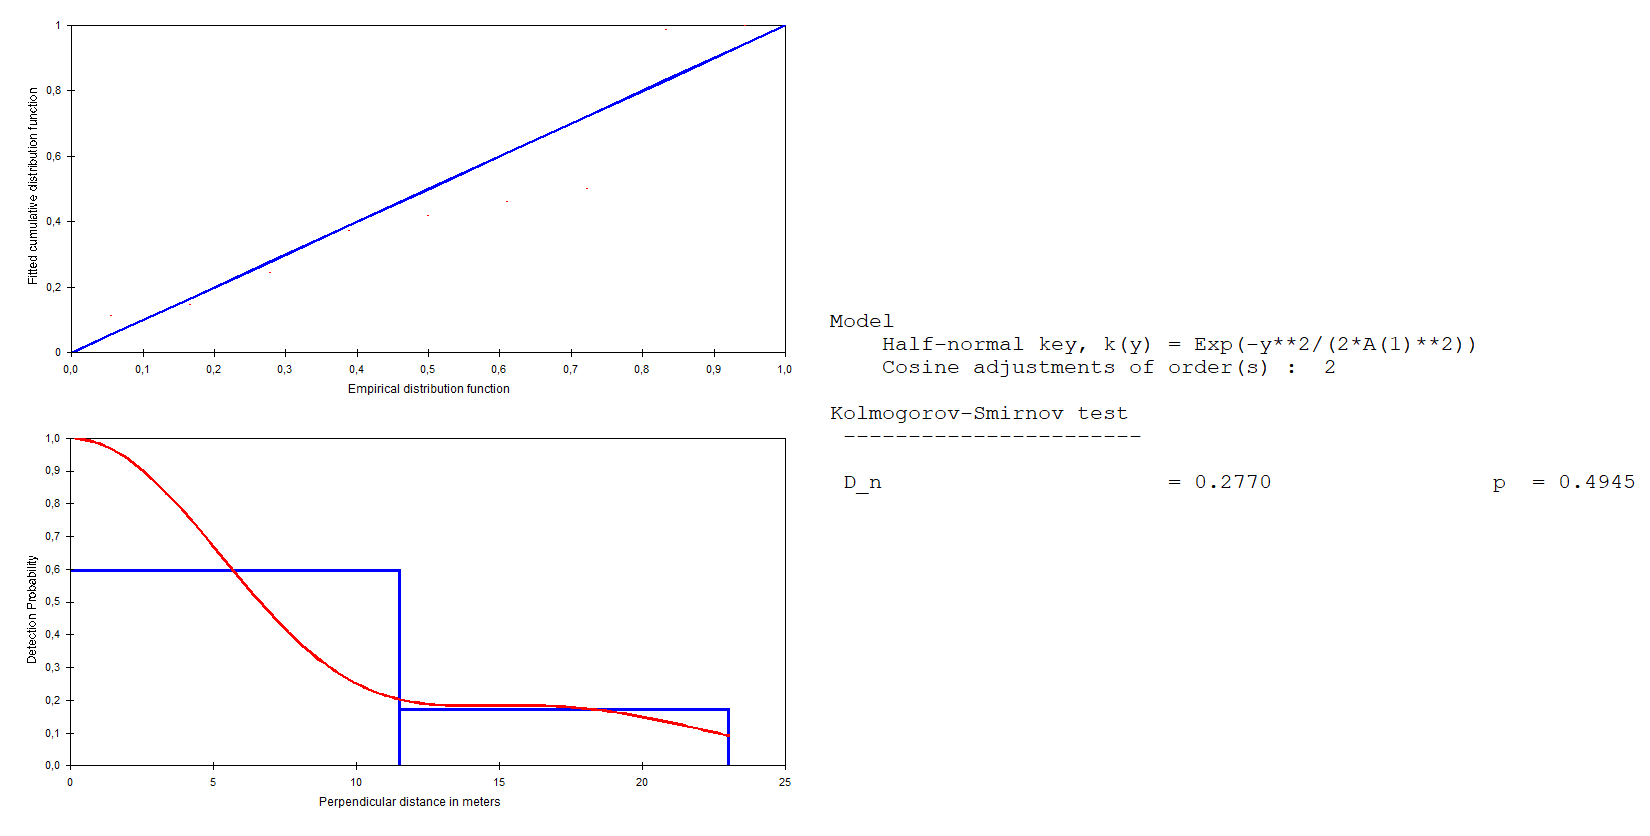 1
0,8
0,6
0,4
0,2
0
Fitted cumulative distribution function
0,0 0,1 0,2 0,3 0,4 0,5 0,6 0,7 0,8 0,9 1,0
Empirical distribution function
1,0
0,9
0,8
0,7
0,6
0,5
0,4
0,3
0,2
0,1
0,0
Detection Probability
0 5 10 15 20 25
Perpendicular distance in meters
Model
Half-normal key, k(y) = Exp(-y**2/(2*A(1)**2))
Cosine adjustments of order(s) : 2
Kolmogorov-Smirnov test
-----------------------
D_n = 0.2770 p = 0.4945